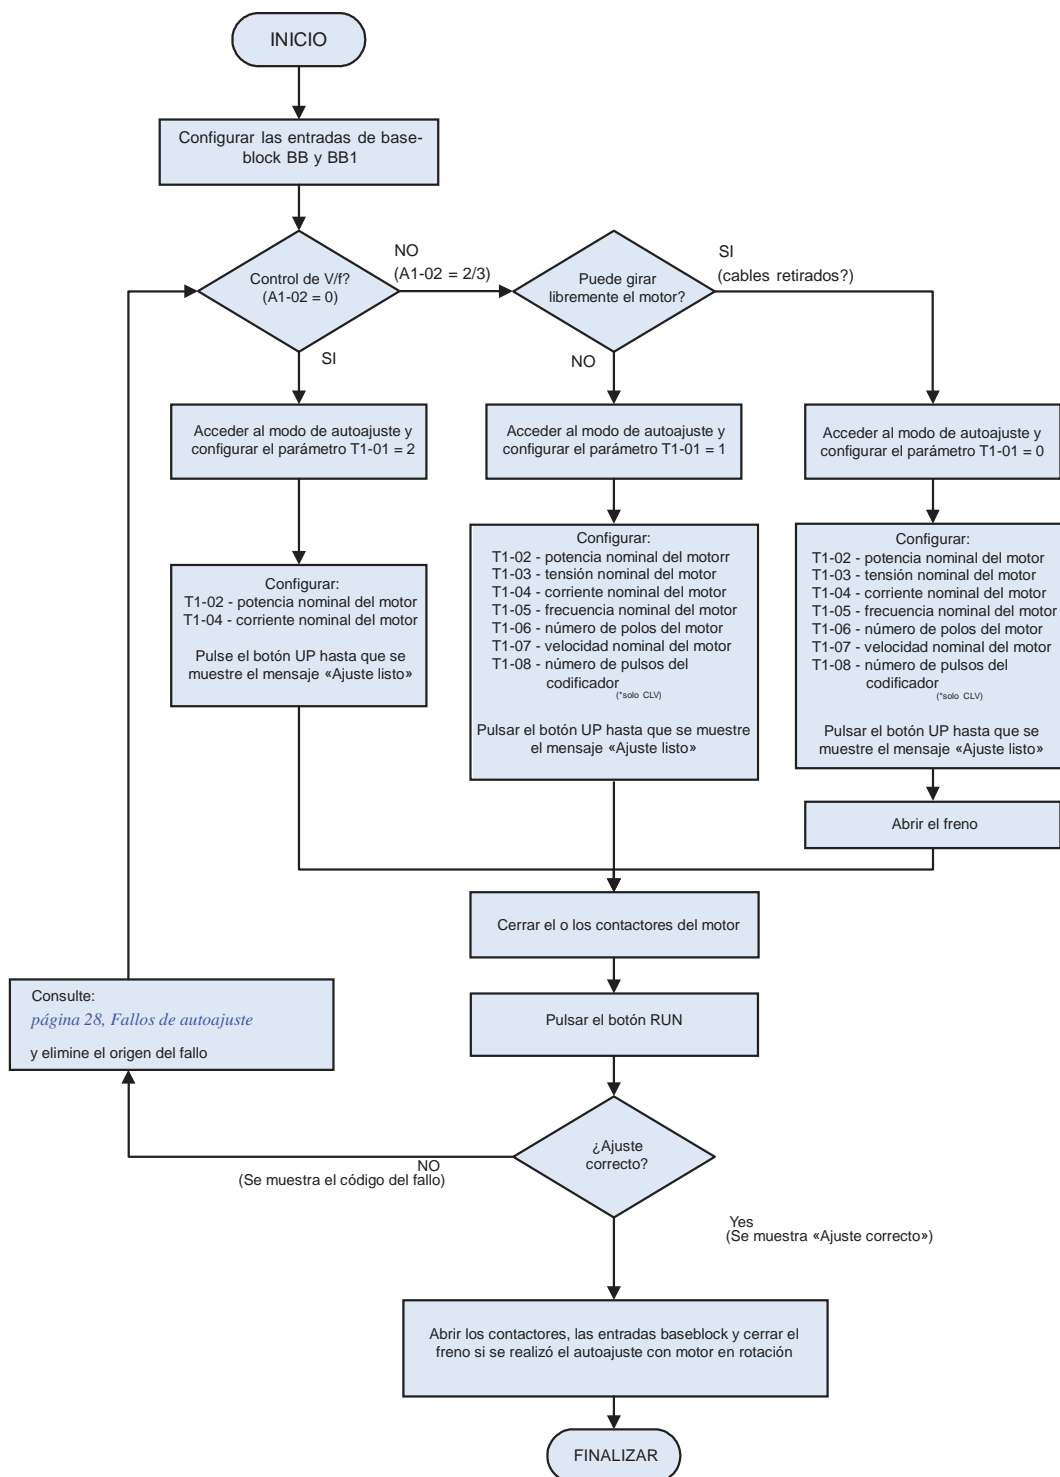 INICIO
Configurar las entradas de base-
block BB y BB1
Control de V/f?
(A1-02 = 0)
NO
(A1-02 = 2/3)
Puede girar
libremente el motor?
SI
(cables retirados?)
SI
NO
Acceder al modo de autoajuste y
configurar el parámetro T1-01 = 2
Acceder al modo de autoajuste y
configurar el parámetro T1-01 = 1
Acceder al modo de autoajuste y
configurar el parámetro T1-01 = 0
Configurar:
T1-02 - potencia nominal del motor
T1-04 - corriente nominal del motor
Pulse el botón UP hasta que se
muestre el mensaje «Ajuste listo»
Configurar:
T1-02 - potencia nominal del motorr
T1-03 - tensión nominal del motor
T1-04 - corriente nominal del motor
T1-05 - frecuencia nominal del motor
T1-06 - número de polos del motor
T1-07 - velocidad nominal del motor
T1-08 - número de pulsos del
codificador
(*solo CLV)
Pulsar el botón UP hasta que se muestre
el mensaje «Ajuste listo»
Configurar:
T1-02 - potencia nominal del motor
T1-03 - tensión nominal del motor
T1-04 - corriente nominal del motor
T1-05 - frecuencia nominal del motor
T1-06 - número de polos del motor
T1-07 - velocidad nominal del motor
T1-08 - número de pulsos del
codificador
(*solo CLV)
Pulsar el botón UP hasta que se
muestre el mensaje «Ajuste listo»
Abrir el freno
Cerrar el o los contactores del motor
Pulsar el botón RUN
Consulte:
página 28, Fallos de autoajuste
y elimine el origen del fallo
¿Ajuste
correcto?
NO
(Se muestra el código del fallo)
Yes
(Se muestra «Ajuste correcto»)
Abrir los contactores, las entradas baseblock y cerrar el
freno si se realizó el autoajuste con motor en rotación
FINALIZAR